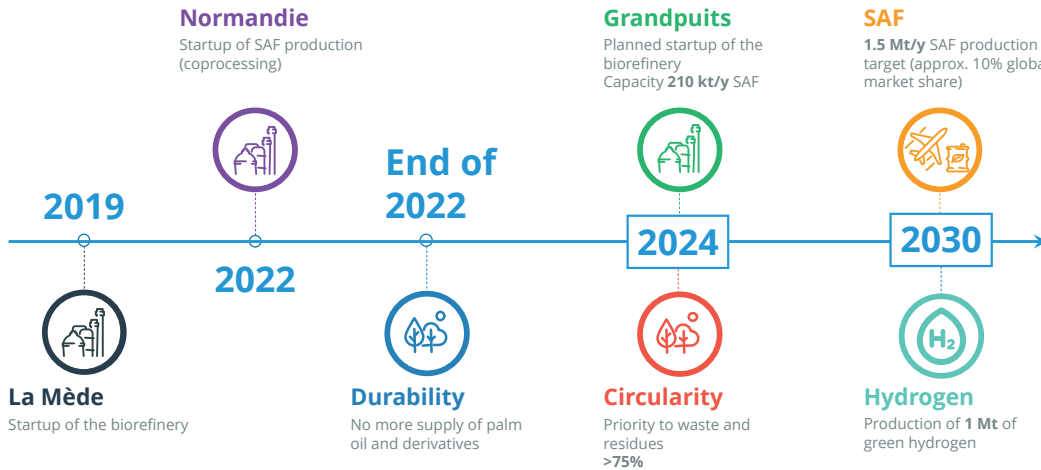 Normandie
Startup of SAF production
(coprocessing)
Grandpuits
Planned startup of the
biorefinery
Capacity 210 kt/y SAF
SAF
1.5 Mt/y SAF production
target (approx. 10%
market share)
2019
2022
End of
2022
2024
2030
La Mède
Startup of the biorefinery
Durability
No more supply of palm
oil and derivatives
Circularity
Priority to waste and
residues
>75%
H₂
Hydrogen
Production of 1 Mt of
green hydrogen